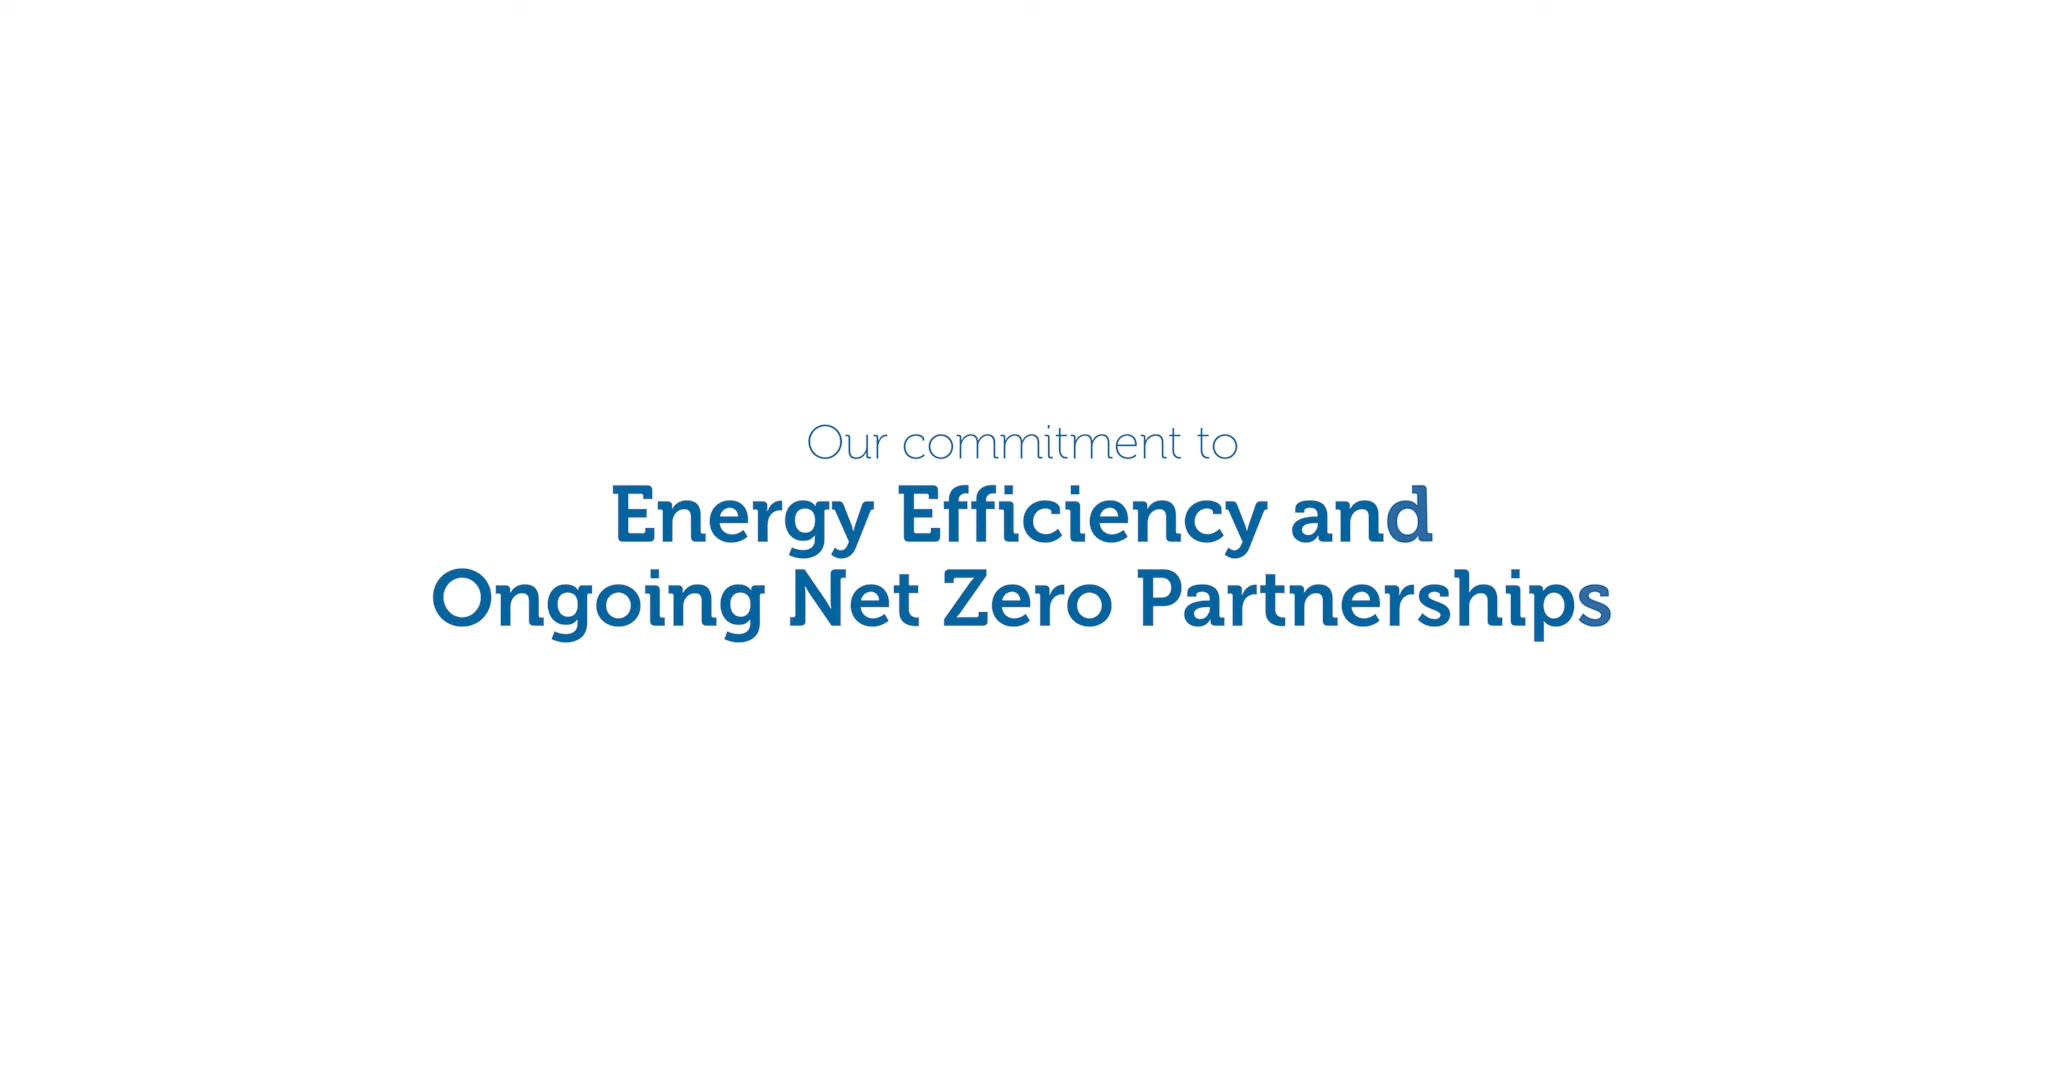 Our commitment to
Energy Efficiency and
Ongoing Net Zero Partnerships